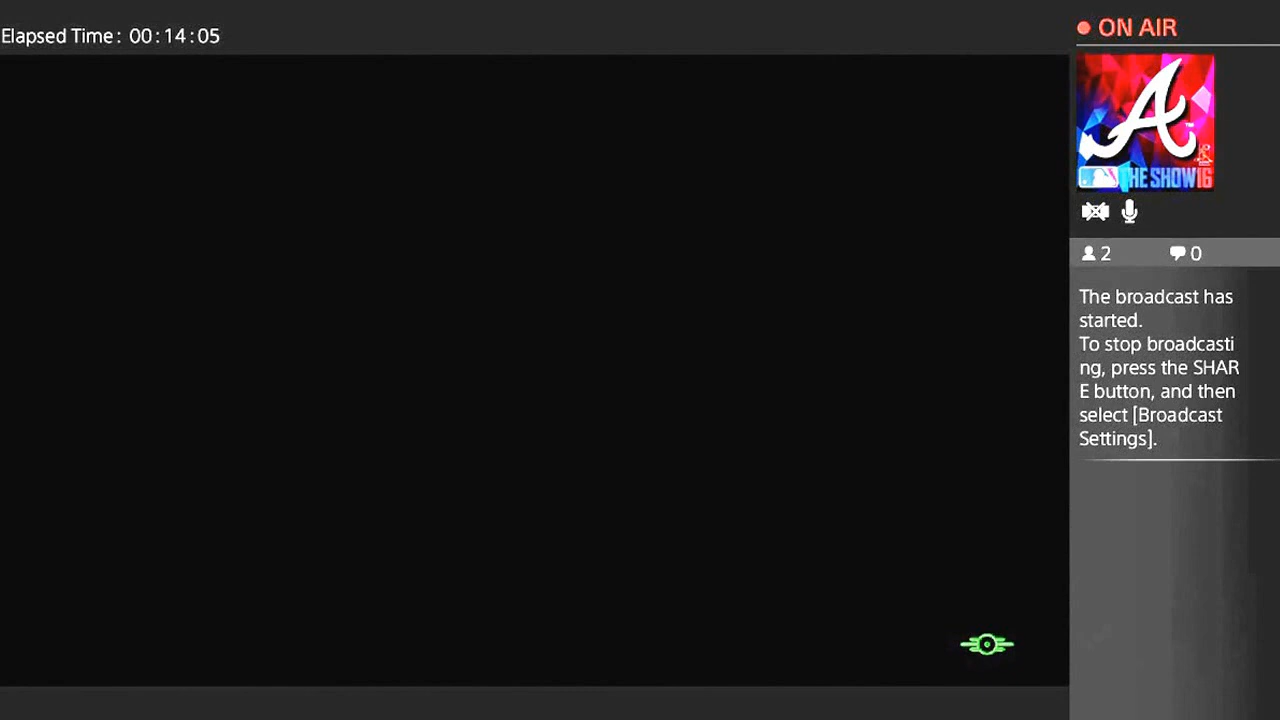 Elapsed Time: 00:14:05
ON AIR
A
THE SHOW16
2
0
The broadcast has
started.
To stop broadcasti
ng, press the SHAR
E button, and then
select [Broadcast
Settings].